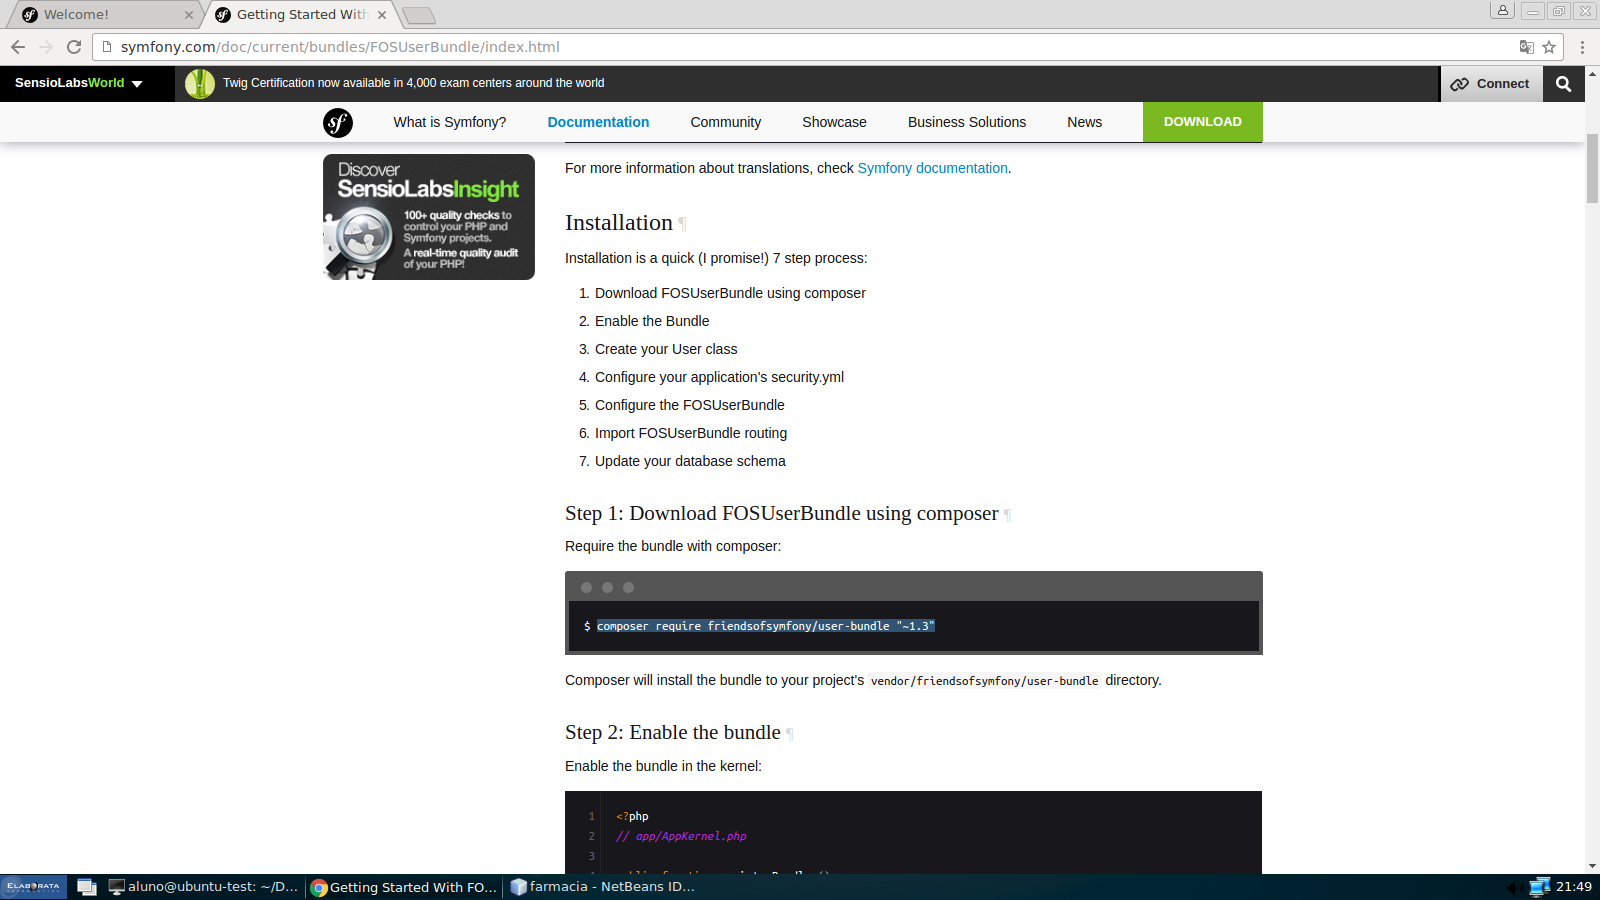 Welcome!
Getting Started With
symfony.com/doc/current/bundles/FOSUserBundle/index.html
SensioLabsWorld
Twig Certification now available in 4,000 exam centers around the world
Connect
sf
What is Symfony?
Documentation
Community
Showcase
Business Solutions
News
DOWNLOAD
Discover
SensioLabsInsight
100+ quality checks to
control your PHP and
Symfony projects.
A real-time quality audit
of your PHP!
For more information about translations, check Symfony documentation.
Installation ¶
Installation is a quick (I promise!) 7 step process:
1. Download FOSUserBundle using composer
2. Enable the Bundle
3. Create your User class
4. Configure your application's security.yml
5. Configure the FOSUserBundle
6. Import FOSUserBundle routing
7. Update your database schema
Step 1: Download FOSUserBundle using composer ¶
Require the bundle with composer:
$ composer require friendsofsymfony/user-bundle "~1.3"
Composer will install the bundle to your project's vendor/friendsofsymfony/user-bundle directory.
Step 2: Enable the bundle ¶
Enable the bundle in the kernel:
1 <?php
2 // app/AppKernel.php
3
ELABORATA
aluno@ubuntu-test: ~/D...
Getting Started With FO...
farmacia - NetBeans ID...
21:49